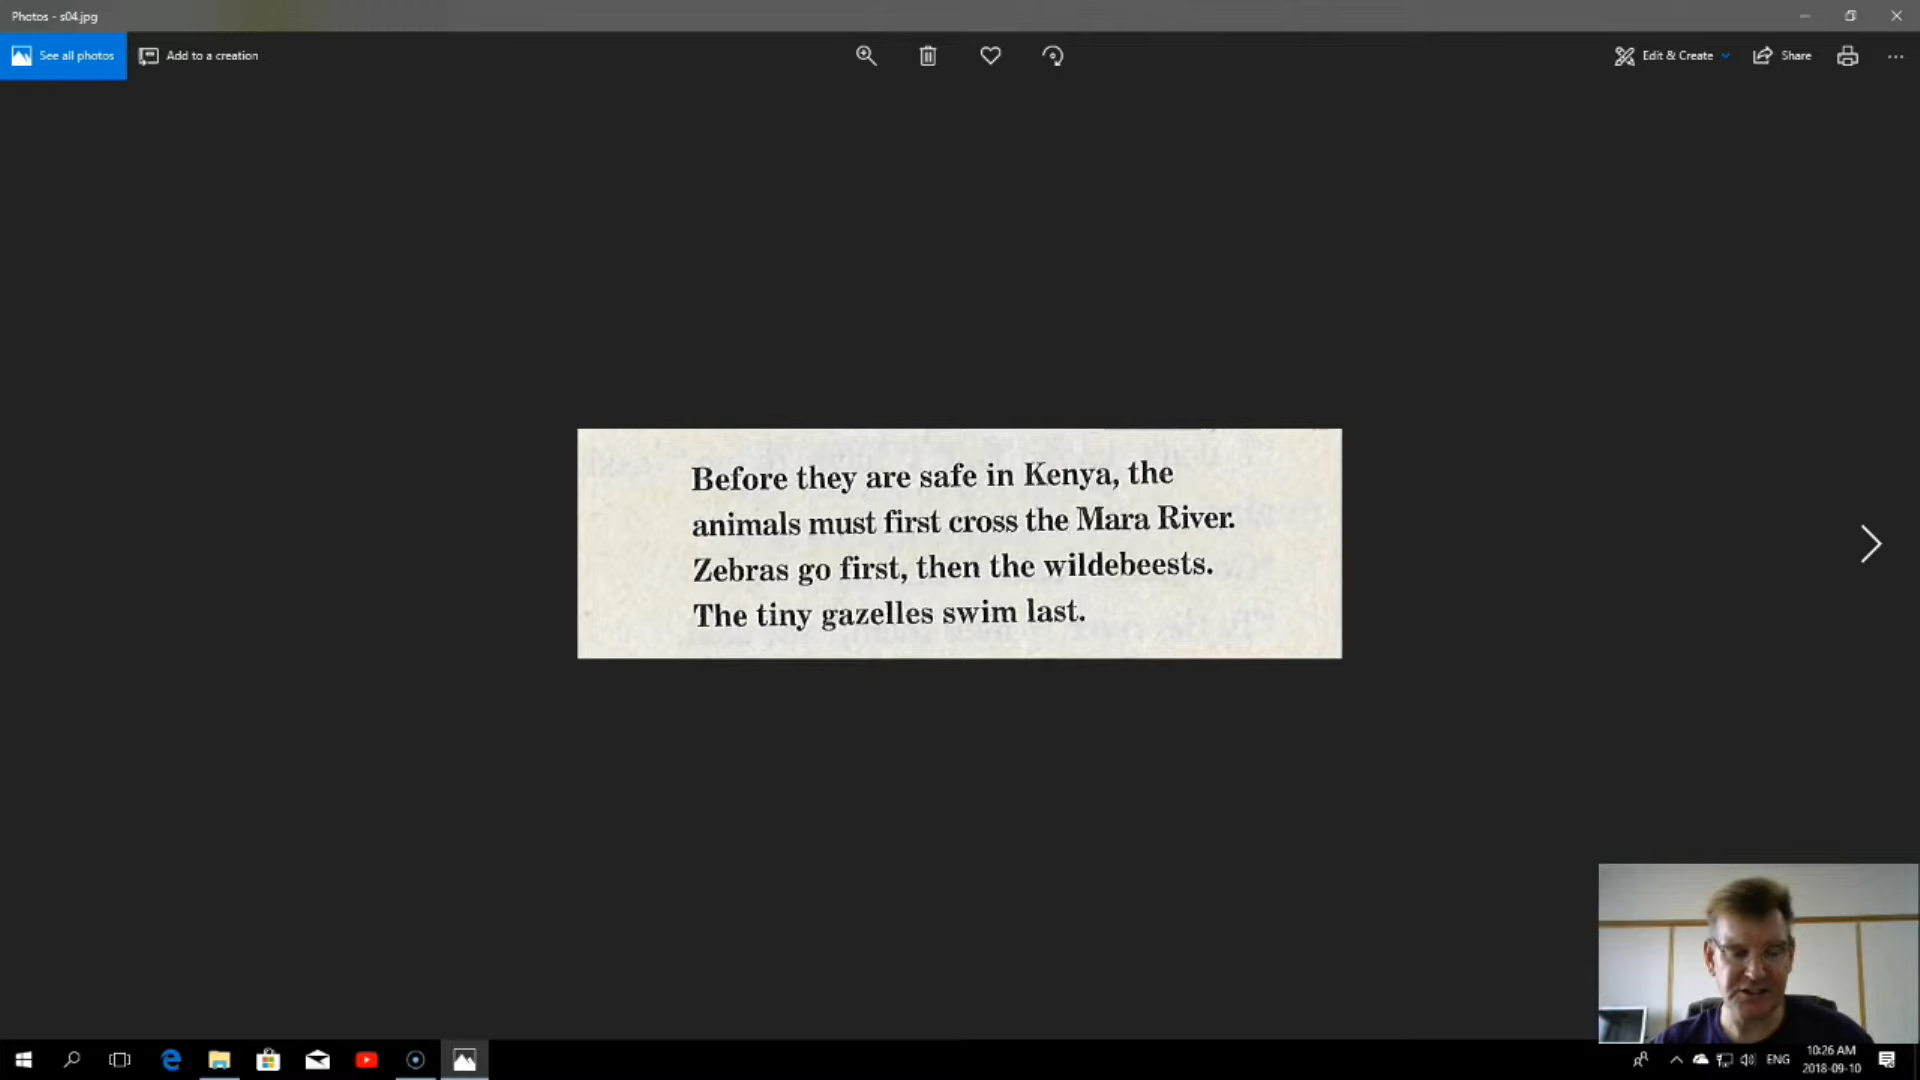 Photos - s04.jpg
See all photos
Add to a creation
Edit & Create
Share
Before they are safe in Kenya, the
animals must first cross the Mara River.
Zebras go first, then the wildebeests.
The tiny gazelles swim last.
ENG
10:26 AM
2018-09-10